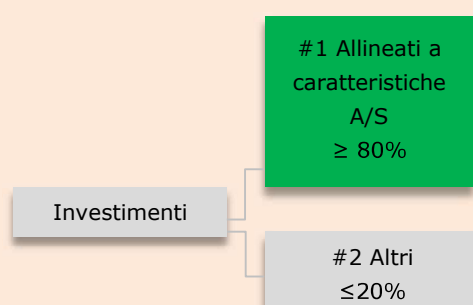 #1 Allineati a
caratteristiche
A/S
≥ 80%
Investimenti
#2 Altri
≤20%